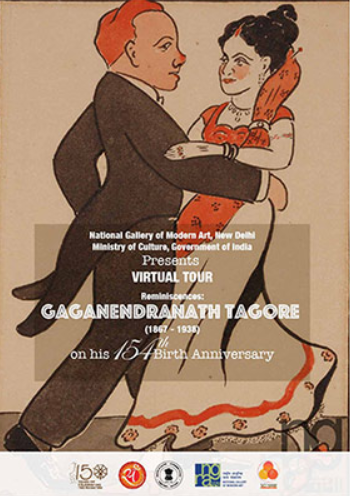 National Gallery of Modern Art, New Delhi
Ministry of Culture, Government of India
Presents
VIRTUAL TOUR
Reminiscences:
GAGANENDRANATH TAGORE
(1867 - 1938)
on his 154th Birth Anniversary
150